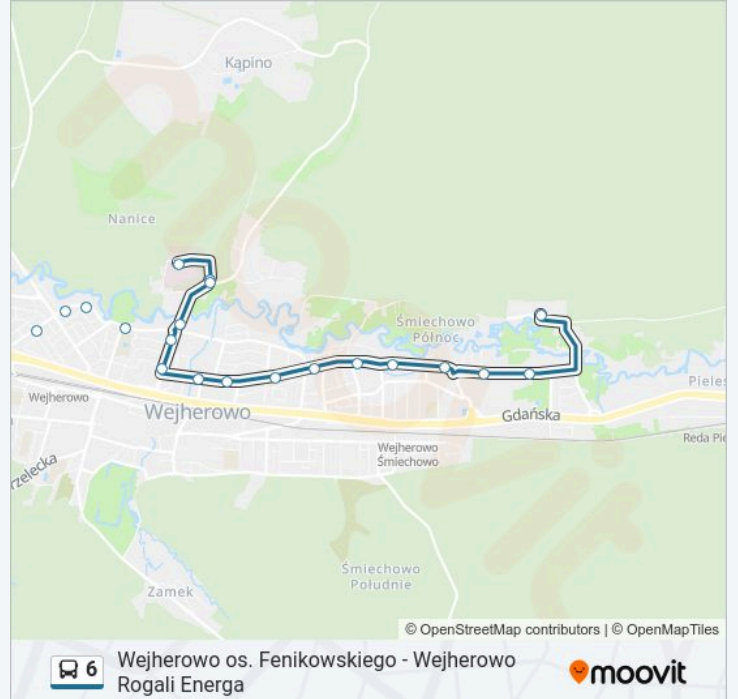 Kąpino
Nanice
Śmiechowo
Północ
Wejherowo
Wejherowo
Gdańska
Wejherowo
Śmiechowo
Reda Pie
Pieles
rzelecka
Śmiechowo
Południe
Zamek
© OpenStreetMap contributors | © OpenMapTiles
6
Wejherowo os. Fenikowskiego - Wejherowo
Rogali Energa
moovit